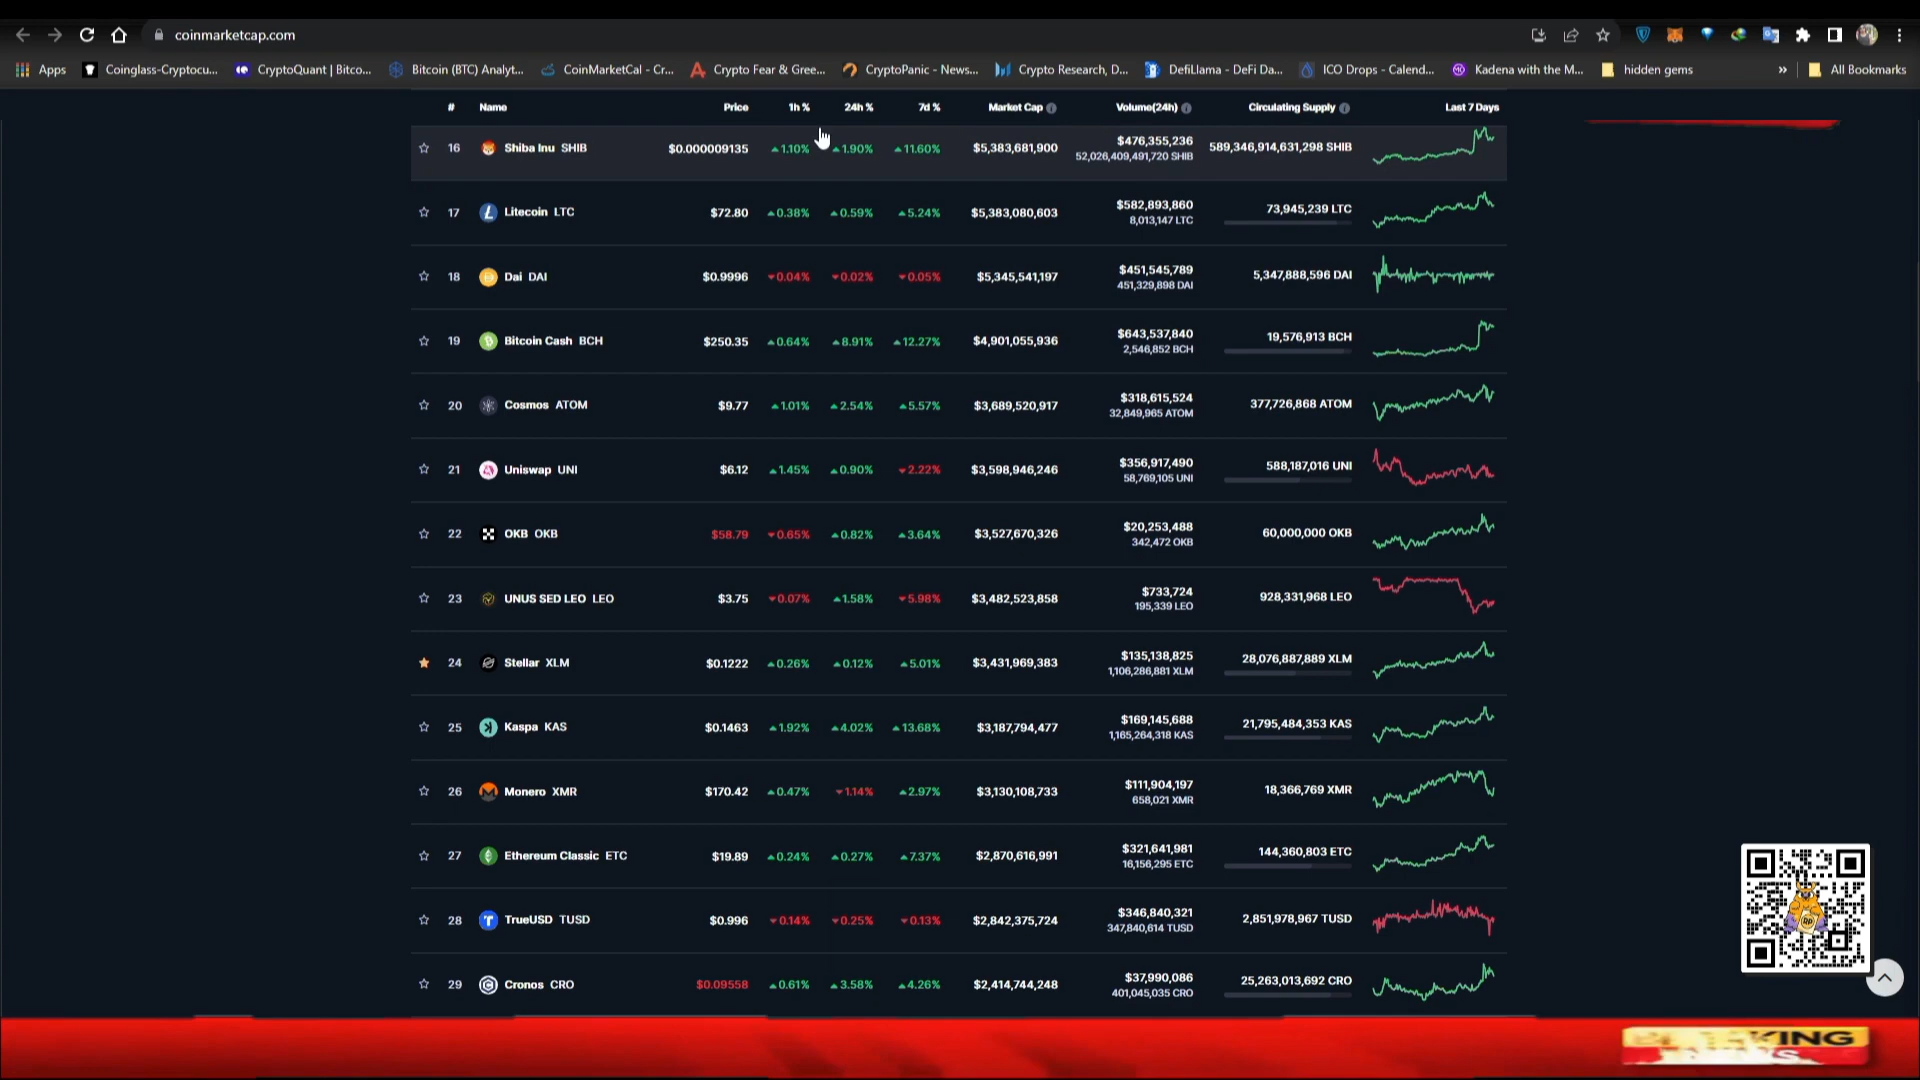 coinmarketcap.com
Apps Coinglass-Cryptocu... CryptoQuant | Bitco... Bitcoin (BTC) Analyt... CoinMarketCal - Cr... Crypto Fear & Gree... CryptoPanic - News... Crypto Research, D... DefiLlama - DeFi Da... ICO Drops - Calend... Kadena with the M... hidden gems » All Bookmarks
# Name Price 1h % 24h % 7d % Market Cap Volume(24h) Circulating Supply Last 7 Days
16 Shiba Inu SHIB $0.000009135 1.10% 1.90% 11.60% $5,383,681,900 $476,355,236 589,346,914,631,298 SHIB
52,026,409,491,720 SHIB
17 Litecoin LTC $72.80 0.38% 0.59% 5.24% $5,383,080,603 $582,893,860 73,945,239 LTC
8,013,147 LTC
18 Dai DAI $0.9996 0.04% 0.02% 0.05% $5,345,541,197 $451,545,789 5,347,888,596 DAI
451,329,898 DAI
19 Bitcoin Cash BCH $250.35 0.64% 8.91% 12.27% $4,901,055,936 $643,537,840 19,576,913 BCH
2,546,852 BCH
20 Cosmos ATOM $9.77 1.01% 2.54% 5.57% $3,689,520,917 $318,615,524 377,726,868 ATOM
32,849,965 ATOM
21 Uniswap UNI $6.12 1.45% 0.90% 2.22% $3,598,946,246 $356,917,490 588,187,016 UNI
58,769,105 UNI
22 OKB OKB $58.79 0.65% 0.82% 3.64% $3,527,670,326 $20,253,488 60,000,000 OKB
342,472 OKB
23 UNUS SED LEO LEO $3.75 0.07% 1.58% 5.98% $3,482,523,858 $733,724 928,331,968 LEO
195,339 LEO
24 Stellar XLM $0.1222 0.26% 0.12% 5.01% $3,431,969,383 $135,138,825 28,076,887,889 XLM
1,106,286,881 XLM
25 Kaspa KAS $0.1463 1.92% 4.02% 13.68% $3,187,794,477 $169,145,688 21,795,484,353 KAS
1,165,264,318 KAS
26 Monero XMR $170.42 0.47% 1.14% 2.97% $3,130,108,733 $111,904,197 18,366,769 XMR
658,021 XMR
27 Ethereum Classic ETC $19.89 0.24% 0.27% 7.37% $2,870,616,991 $321,641,981 144,360,803 ETC
16,156,295 ETC
28 TrueUSD TUSD $0.996 0.14% 0.25% 0.13% $2,842,375,724 $346,840,321 2,851,978,967 TUSD
347,840,614 TUSD
29 Cronos CRO $0.09558 0.61% 3.58% 4.26% $2,414,744,248 $37,990,086 25,263,013,692 CRO
401,045,035 CRO